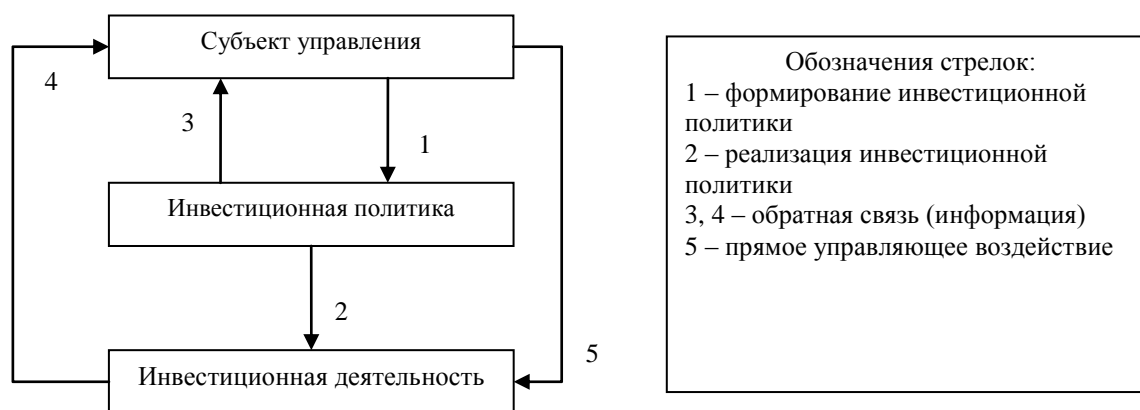 Субъект управления
4
3
1
Инвестиционная политика
2
5
Инвестиционная деятельность
Обозначения стрелок:
1 – формирование инвестиционной
политики
2 – реализация инвестиционной
политики
3, 4 – обратная связь (информация)
5 – прямое управляющее воздействие